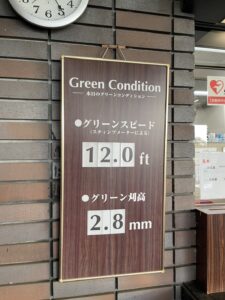 Green Condition
本日のグリーンコンディション
●グリーンスピード
(スティンプメーターによる)
12.0 ft
●グリーン刈高
2.8 mm